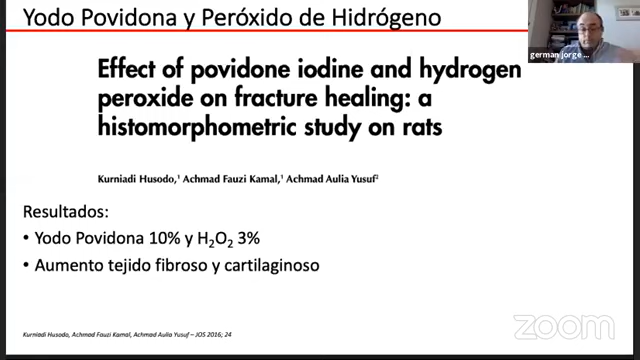 Yodo Povidona y Peróxido de Hidrógeno
german jorge ...
Effect of povidone iodine and hydrogen
peroxide on fracture healing: a
histomorphometric study on rats
Kurniadi Husodo,¹ Achmad Fauzi Kamal,¹ Achmad Aulia Yusuf²
Resultados:
• Yodo Povidona 10% y H₂O₂ 3%
• Aumento tejido fibroso y cartilaginoso
Kurniadi Husodo, Achmad Fauzi Kamal, Achmad Aulia Yusuf – JOS 2016; 24
zoom